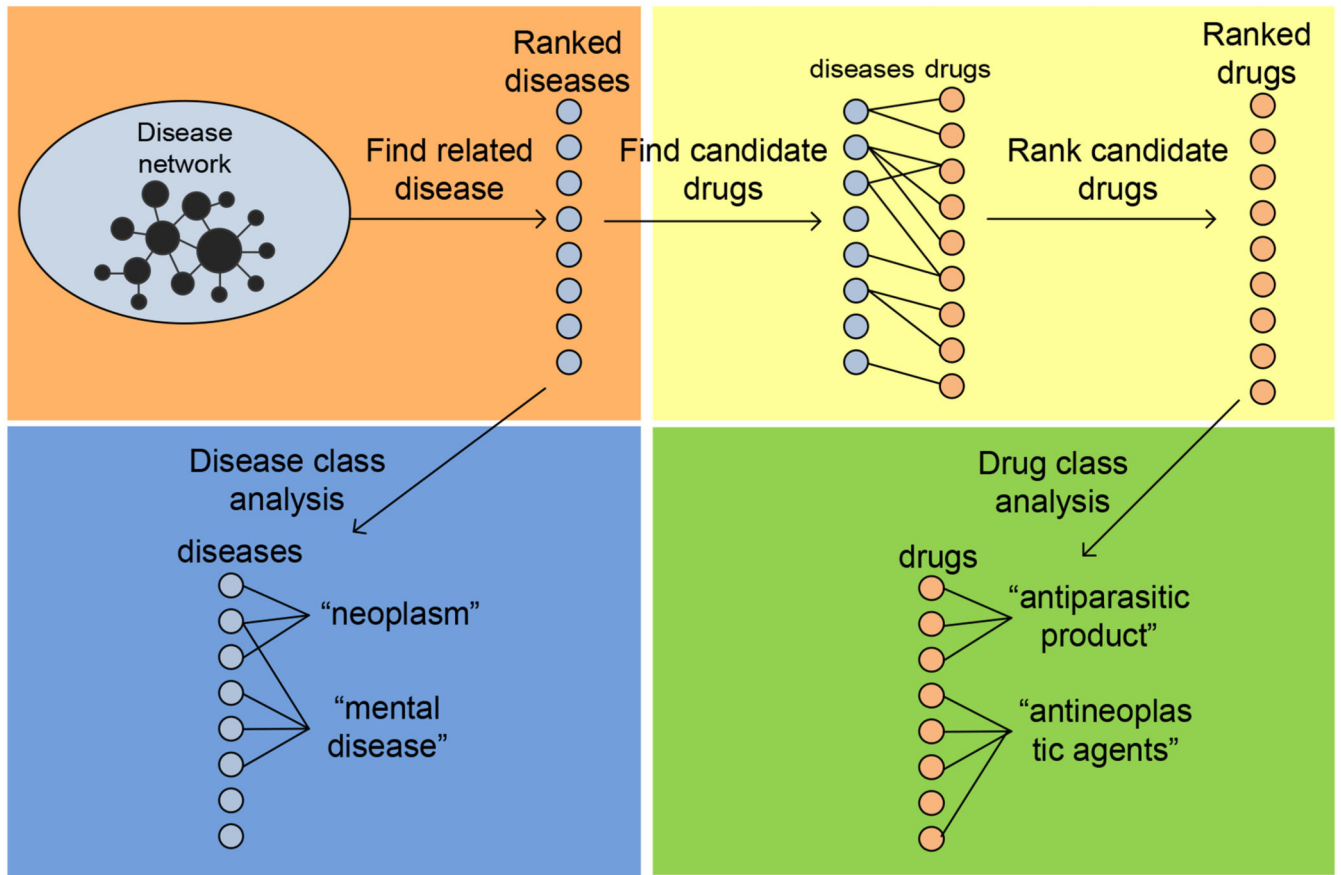 Disease
network
Find related
disease
Ranked
diseases
Find candidate
drugs
diseases drugs
Rank candidate
drugs
Ranked
drugs
Disease class
analysis
diseases
“neoplasm”
“mental
disease”
Drug class
analysis
drugs
“antiparasitic
product”
“antineoplas
tic agents”